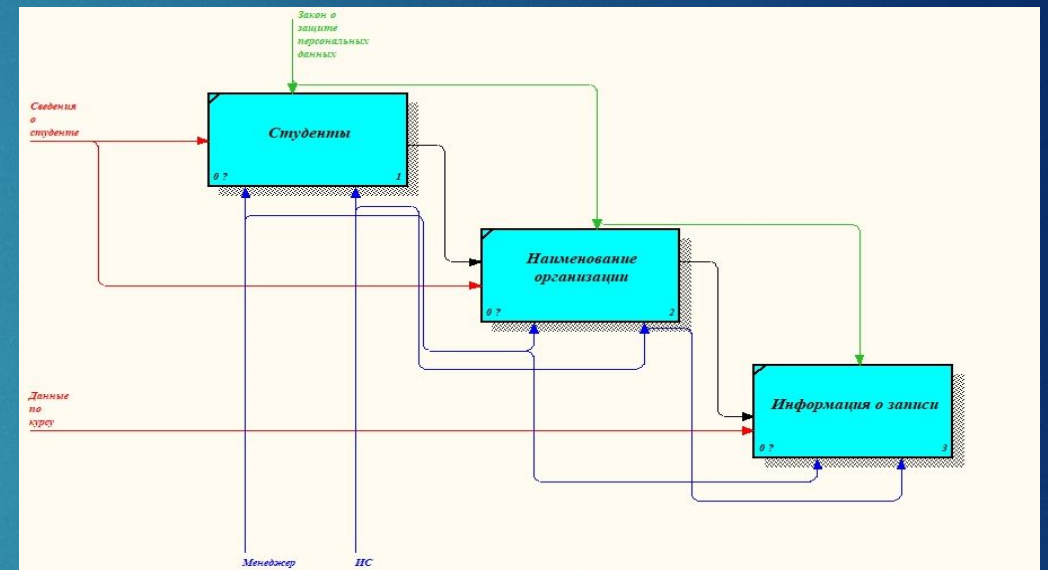 Закон о
защите
персональных
данных
Сведения
о
студенте
Студенты
0 ?
1
Наименование
организации
0 ?
2
Данные
по
курсу
Информация о записи
0 ?
3
Менеджер
ИС